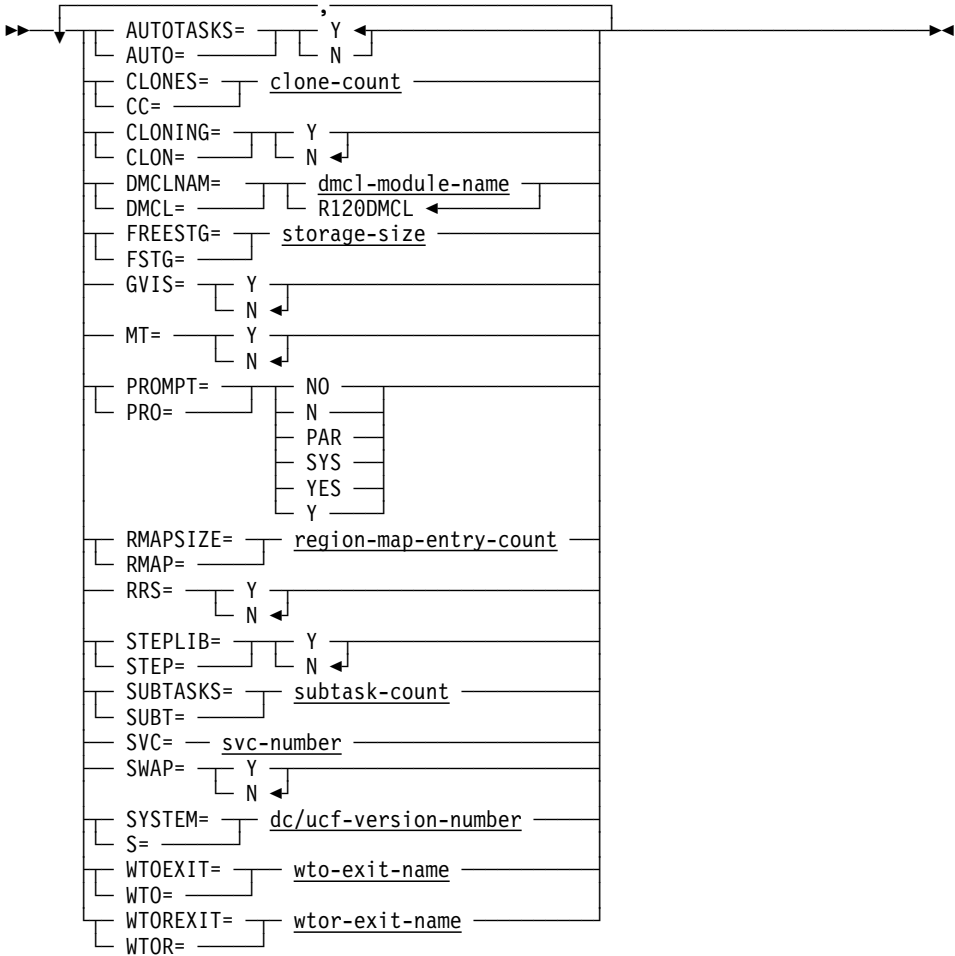 ,
AUTOTASKS= Y
AUTO= N
CLONES= clone-count
CC=
CLONING= Y
CLON= N
DMCLNAM= dmcl-module-name
DMCL= R120DMCL
FREESTG= storage-size
FSTG=
GVIS= Y
N
MT= Y
N
PROMPT= NO
PRO= N
PAR
SYS
YES
Y
RMAPSIZE= region-map-entry-count
RMAP=
RRS= Y
N
STEPLIB= Y
STEP= N
SUBTASKS= subtask-count
SUBT=
SVC= svc-number
SWAP= Y
N
SYSTEM= dc/ucf-version-number
S=
WTOEXIT= wto-exit-name
WTO=
WTOREXIT= wtor-exit-name
WTOR=